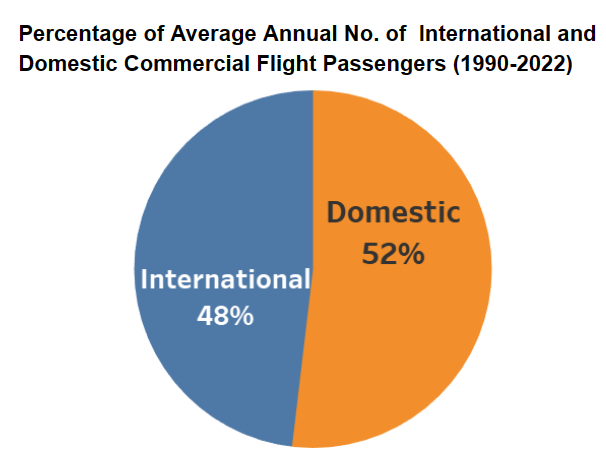 Percentage of Average Annual No. of  International and
Domestic Commercial Flight Passengers (1990-2022)
Domestic
52%
International
48%